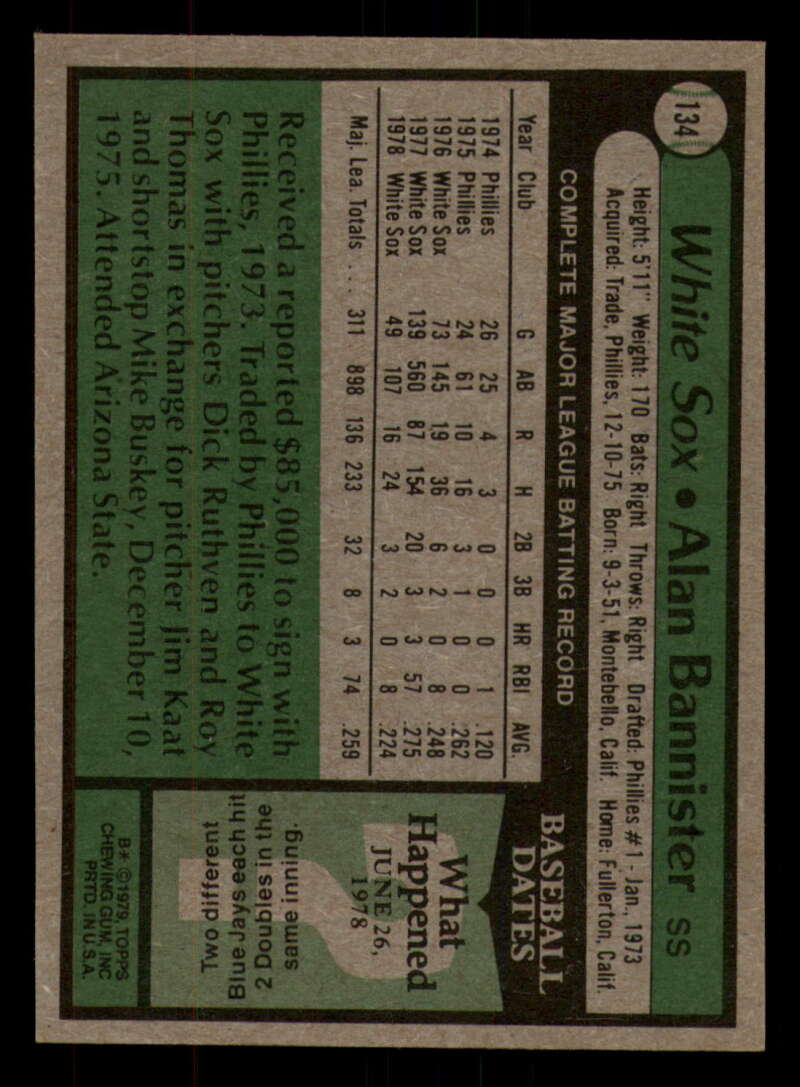 134
White Sox • Alan Bannister SS
Height: 5'11" Weight: 170 Bats: Right Throws: Right Drafted: Phillies #1-Jan., 1973
Acquired: Trade, Phillies, 12-10-75 Born: 9-3-51, Montebello, Calif. Home: Fullerton, Calif.
COMPLETE MAJOR LEAGUE BATTING RECORD
Year Club G AB R H 2B 3B HR RBI AVG.
1974 Phillies 26 25 4 3 0 0 0 1 .120
1975 Phillies 24 61 10 16 3 1 0 0 .262
1976 White Sox 73 145 19 36 6 2 0 8 .248
1977 White Sox 139 560 87 154 20 3 3 57 .275
1978 White Sox 49 107 16 24 3 2 0 8 .224
Maj. Lea. Totals ... 311 898 136 233 32 8 3 74 .259
Received a reported $85,000 to sign with
Phillies, 1973. Traded by Phillies to White
Sox with pitchers Dick Ruthven and Roy
Thomas in exchange for pitcher Jim Kaat
and shortstop Mike Buskey, December 10,
1975. Attended Arizona State.
BASEBALL
DATES
What
Happened
JUNE 26,
1978
?
Two different
Blue Jays each hit
2 Doubles in the
same inning.
B* ©1979, TOPPS
CHEWING GUM, INC
PRTD. IN U.S.A.